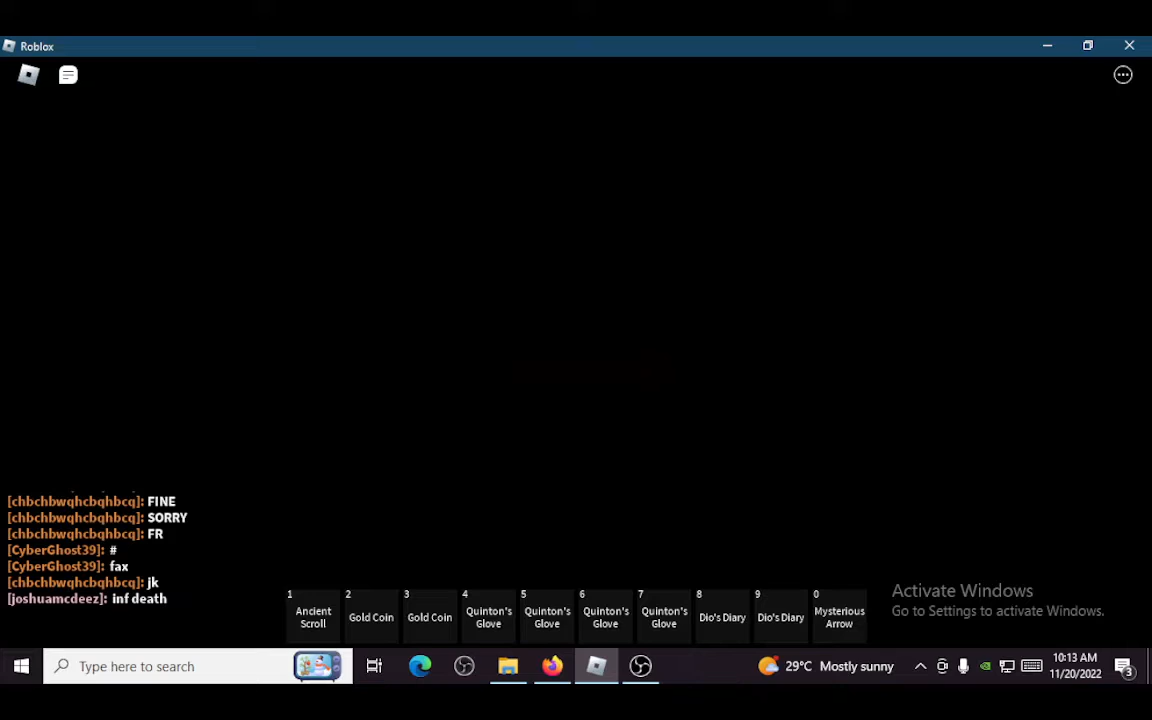 Roblox
[chbchbwqhcbqhbcq]: FINE
[chbchbwqhcbqhbcq]: SORRY
[chbchbwqhcbqhbcq]: FR
[CyberGhost39]: #
[CyberGhost39]: fax
[chbchbwqhcbqhbcq]: jk
[joshuamcdeez]: inf death
1 2 3 4 5 6 7 8 9 0
Ancient Scroll
Gold Coin
Gold Coin
Quinton's Glove
Quinton's Glove
Quinton's Glove
Quinton's Glove
Dio's Diary
Dio's Diary
Mysterious Arrow
Activate Windows
Go to Settings to activate Windows.
Type here to search
29°C Mostly sunny
10:13 AM
11/20/2022
3